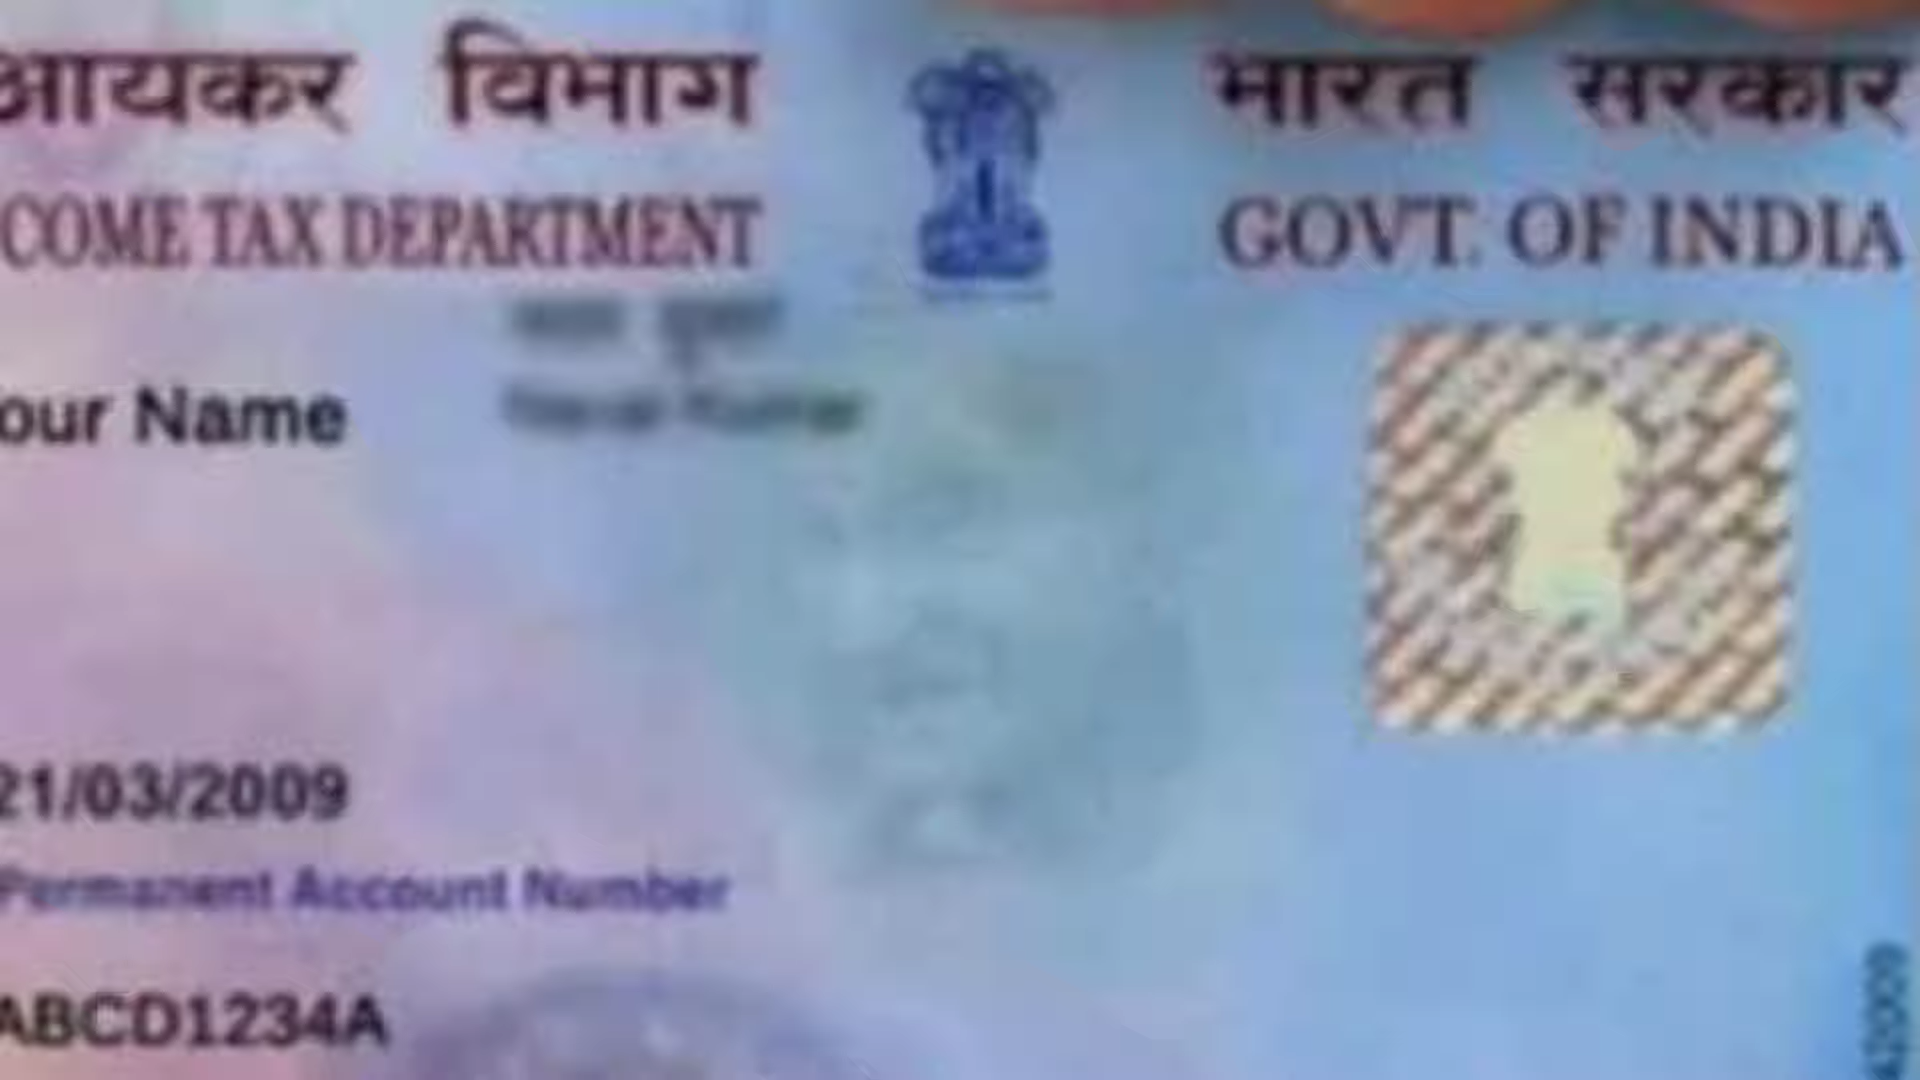 आयकर विभाग
COME TAX DEPARTMENT
भारत सरकार
GOVT. OF INDIA
our Name
21/03/2009
Permanent Account Number
ABCD1234A